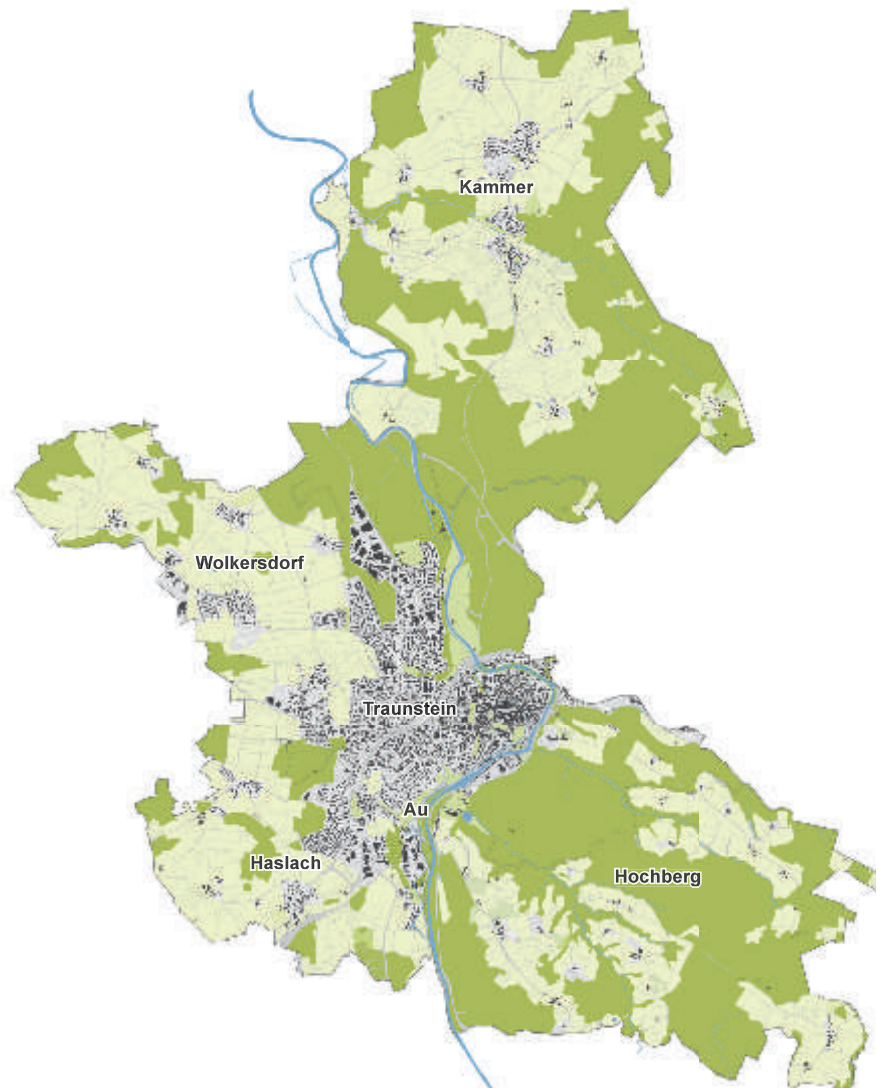 Kammer
Wolkersdorf
Traunstein
Au
Haslach
Hochberg